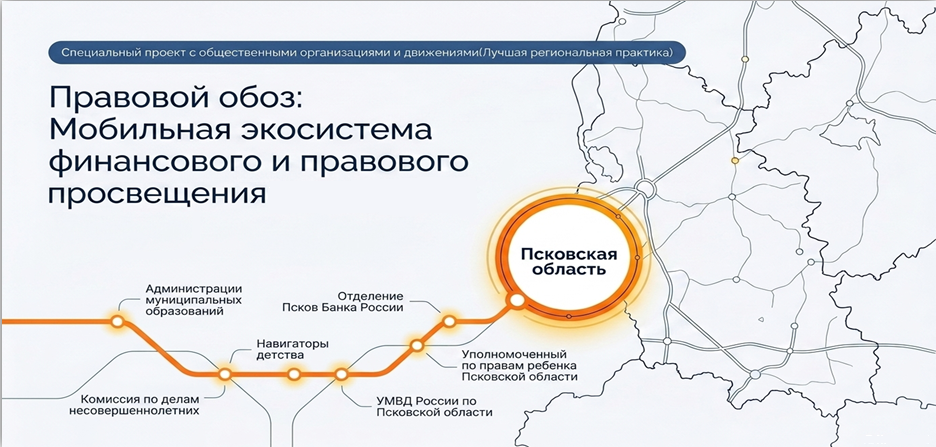 Специальный проект с общественными организациями и движениями(Лучшая региональная практика)
Правовой обоз:
Мобильная экосистема
финансового и правового
просвещения
Псковская
область
Администрации
муниципальных
образований
Отделение
Псков Банка России
Навигаторы
детства
Уполномоченный
по правам ребенка
Псковской области
Комиссия по делам
несовершеннолетних
УМВД России по
Псковской области